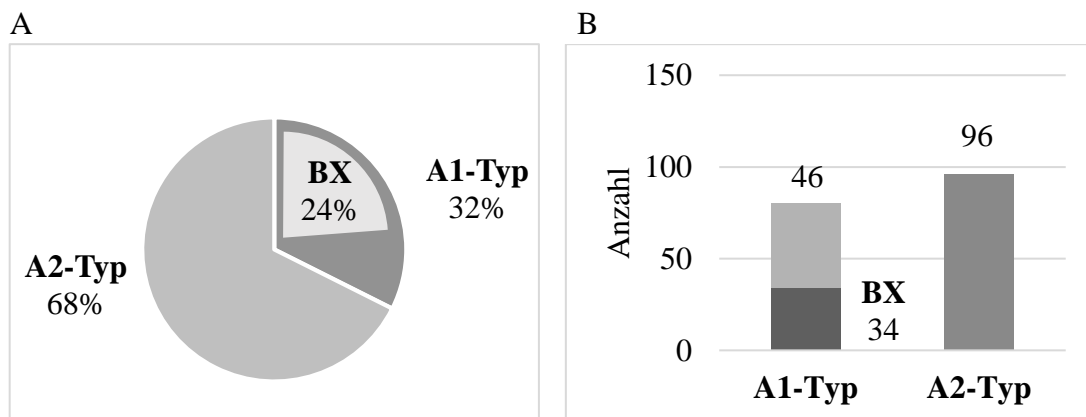 A
BX
24%
A1-Typ
32%
A2-Typ
68%
B
Anzahl
150
100
50
0
46
96
BX
34
A1-Typ
A2-Typ